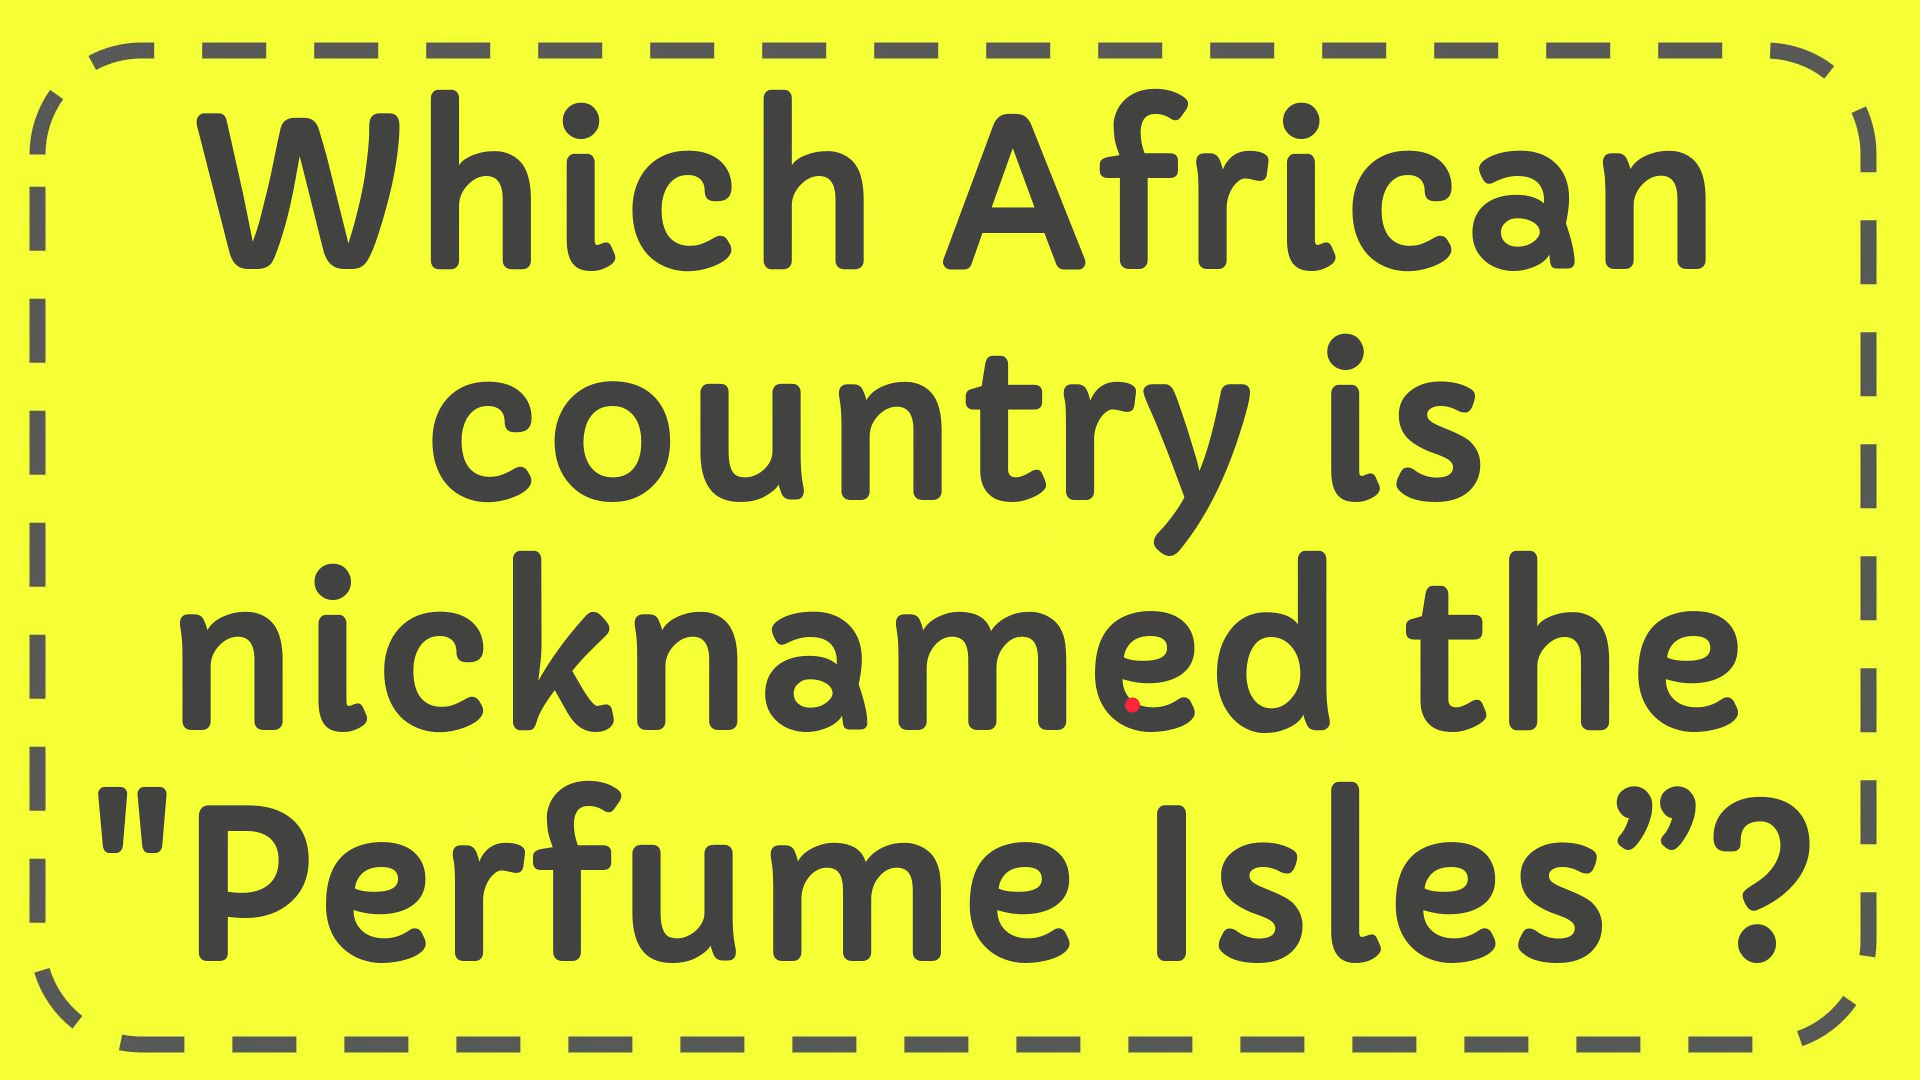 Which African
country is
nicknamed the
"Perfume Isles”?